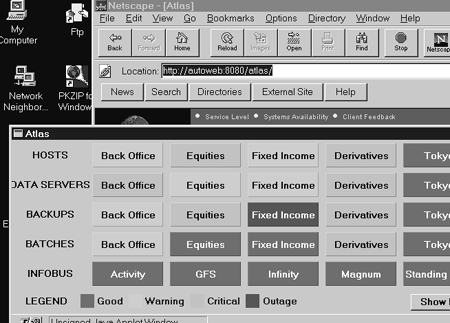 My
Computer
Ftp
Network
Neighbor...
PKZIP for
Window
Netscape - [Atlas]
File Edit View Go Bookmarks Options Directory Window Help
Back Forward Home Reload Images Open Print Find Stop Netscape
Location: http://autoweb:8080/atlas/
News Search Directories External Site Help
Service Level Systems Availability Client Feedback
Atlas
HOSTS Back Office Equities Fixed Income Derivatives Toky
DATA SERVERS Back Office Equities Fixed Income Derivatives Toky
BACKUPS Back Office Equities Fixed Income Derivatives Toky
BATCHES Back Office Equities Fixed Income Derivatives Toky
INFOBUS Activity GFS Infinity Magnum Standing
LEGEND Good Warning Critical Outage Show
Unsigned Java Applet Window